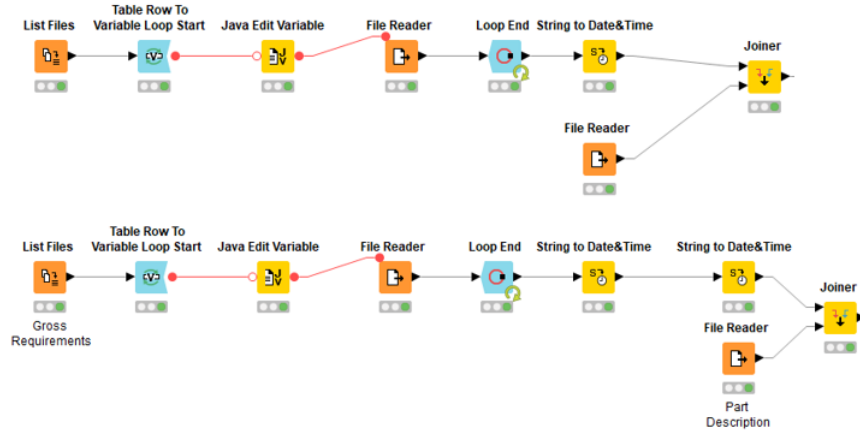 Table Row To
List Files Variable Loop Start Java Edit Variable File Reader Loop End String to Date&Time
Joiner
File Reader
Table Row To
List Files Variable Loop Start Java Edit Variable File Reader Loop End String to Date&Time String to Date&Time
Joiner
File Reader
Gross
Requirements
Part
Description